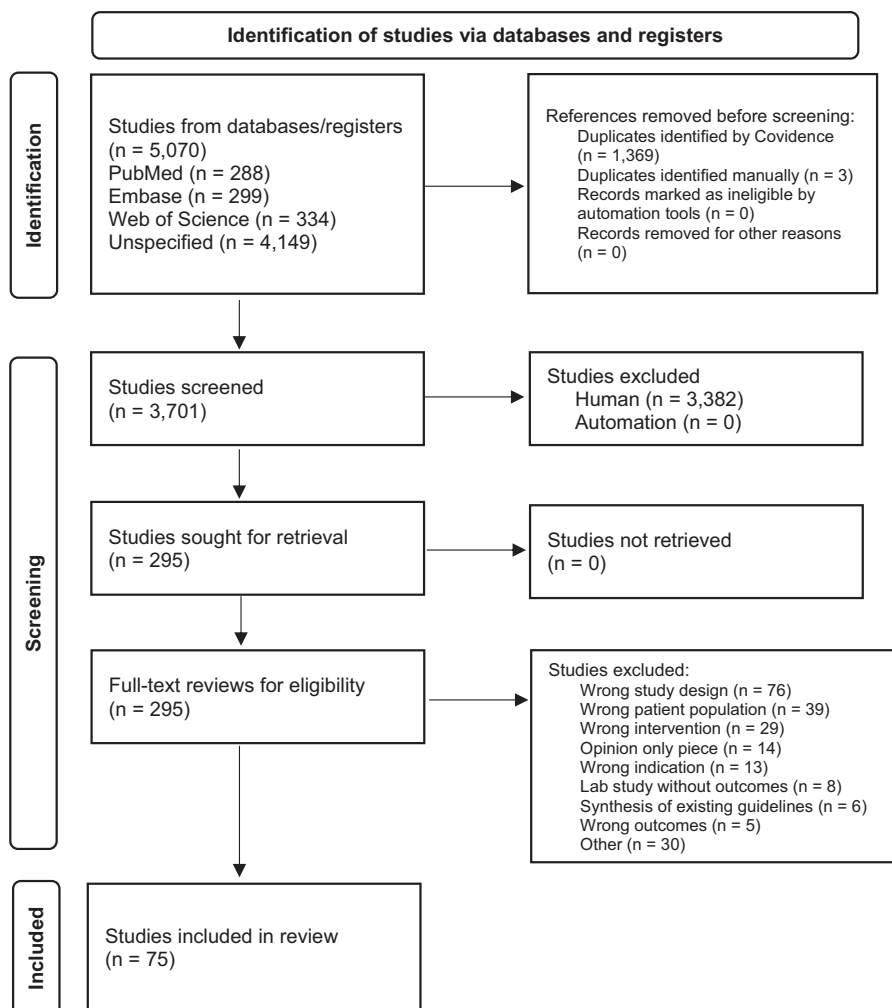 Identification of studies via databases and registers
Identification
Studies from databases/registers
(n = 5,070)
PubMed (n = 288)
Embase (n = 299)
Web of Science (n = 334)
Unspecified (n = 4,149)
References removed before screening:
Duplicates identified by Covidence
(n = 1,369)
Duplicates identified manually (n = 3)
Records marked as ineligible by
automation tools (n = 0)
Records removed for other reasons
(n = 0)
Screening
Studies screened
(n = 3,701)
Studies excluded
Human (n = 3,382)
Automation (n = 0)
Studies sought for retrieval
(n = 295)
Studies not retrieved
(n = 0)
Full-text reviews for eligibility
(n = 295)
Studies excluded:
Wrong study design (n = 76)
Wrong patient population (n = 39)
Wrong intervention (n = 29)
Opinion only piece (n = 14)
Wrong indication (n = 13)
Lab study without outcomes (n = 8)
Synthesis of existing guidelines (n = 6)
Wrong outcomes (n = 5)
Other (n = 30)
Included
Studies included in review
(n = 75)